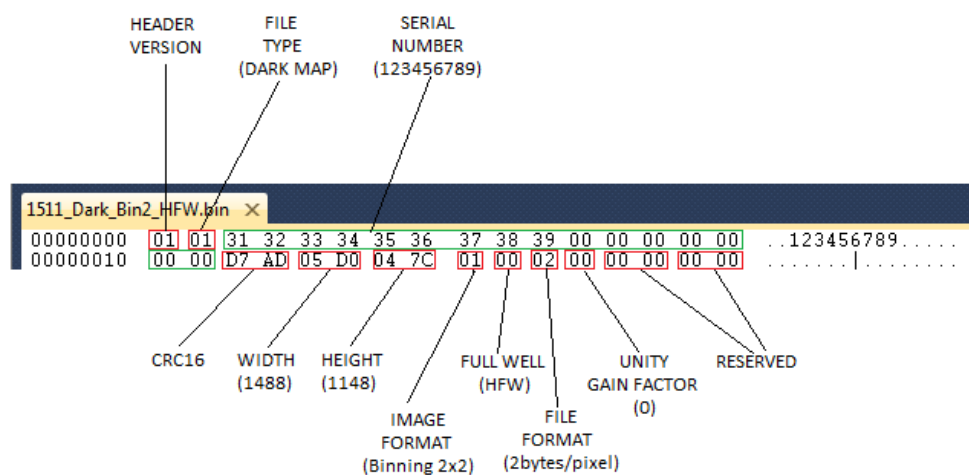 HEADER
VERSION
FILE
TYPE
(DARK MAP)
SERIAL
NUMBER
(123456789)
1511_Dark_Bin2_HFW.bin ×
00000000 01 01 31 32 33 34 35 36 37 38 39 00 00 00 00 00 ..123456789.....
00000010 00 00 D7 AD 05 D0 04 7C 01 00 02 00 00 00 00 00 .......|........
CRC16
WIDTH
(1488)
HEIGHT
(1148)
IMAGE
FORMAT
(Binning 2x2)
FULL WELL
(HFW)
FILE
FORMAT
(2bytes/pixel)
UNITY
GAIN FACTOR
(0)
RESERVED